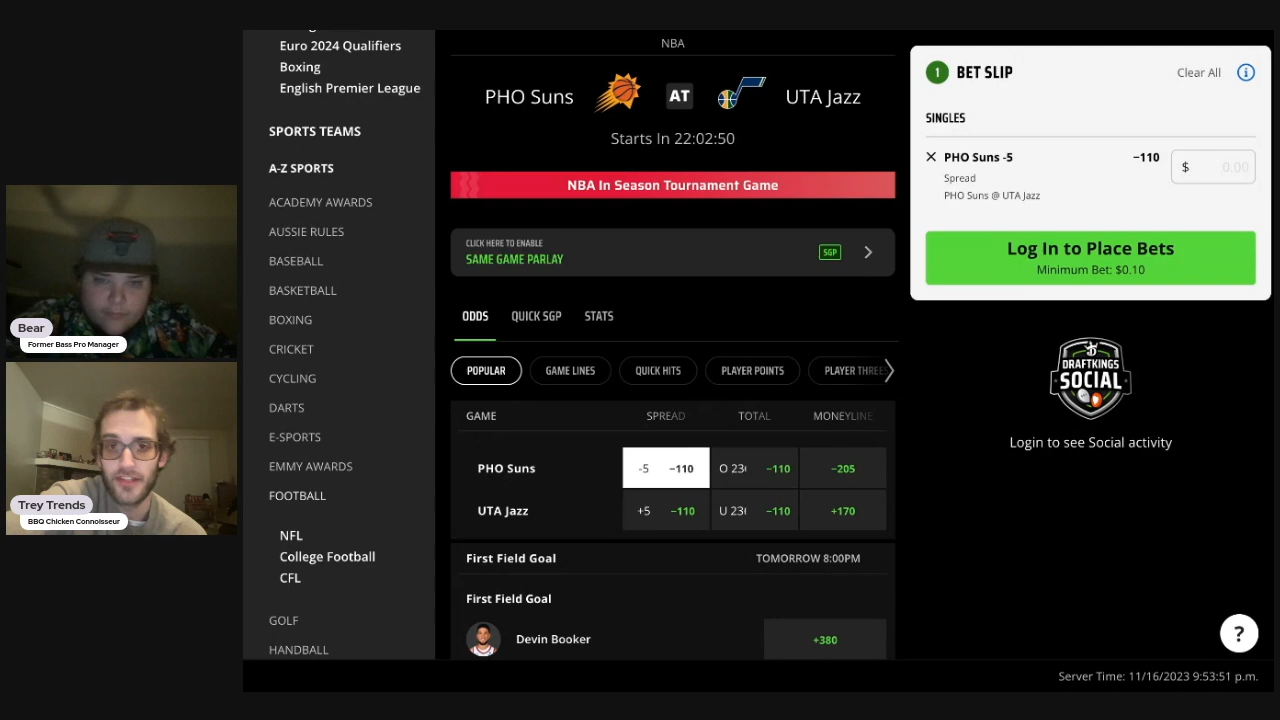 Bear
Former Bass Pro Manager
Trey Trends
BBQ Chicken Connoisseur
Euro 2024 Qualifiers
Boxing
English Premier League
SPORTS TEAMS
A-Z SPORTS
ACADEMY AWARDS
AUSSIE RULES
BASEBALL
BASKETBALL
BOXING
CRICKET
CYCLING
DARTS
E-SPORTS
EMMY AWARDS
FOOTBALL
NFL
College Football
CFL
GOLF
HANDBALL
NBA
PHO Suns AT UTA Jazz
Starts In 22:02:50
NBA In Season Tournament Game
CLICK HERE TO ENABLE
SAME GAME PARLAY SGP
ODDS QUICK SGP STATS
POPULAR GAME LINES QUICK HITS PLAYER POINTS PLAYER THREES
GAME SPREAD TOTAL MONEYLINE
PHO Suns -5 −110 O 23 −110 −205
UTA Jazz +5 −110 U 23 −110 +170
First Field Goal TOMORROW 8:00PM
First Field Goal
Devin Booker +380
1 BET SLIP Clear All
SINGLES
PHO Suns -5 −110 $ 0.00
Spread
PHO Suns @ UTA Jazz
Log In to Place Bets
Minimum Bet: $0.10
DRAFTKINGS
SOCIAL
Login to see Social activity
?
Server Time: 11/16/2023 9:53:51 p.m.